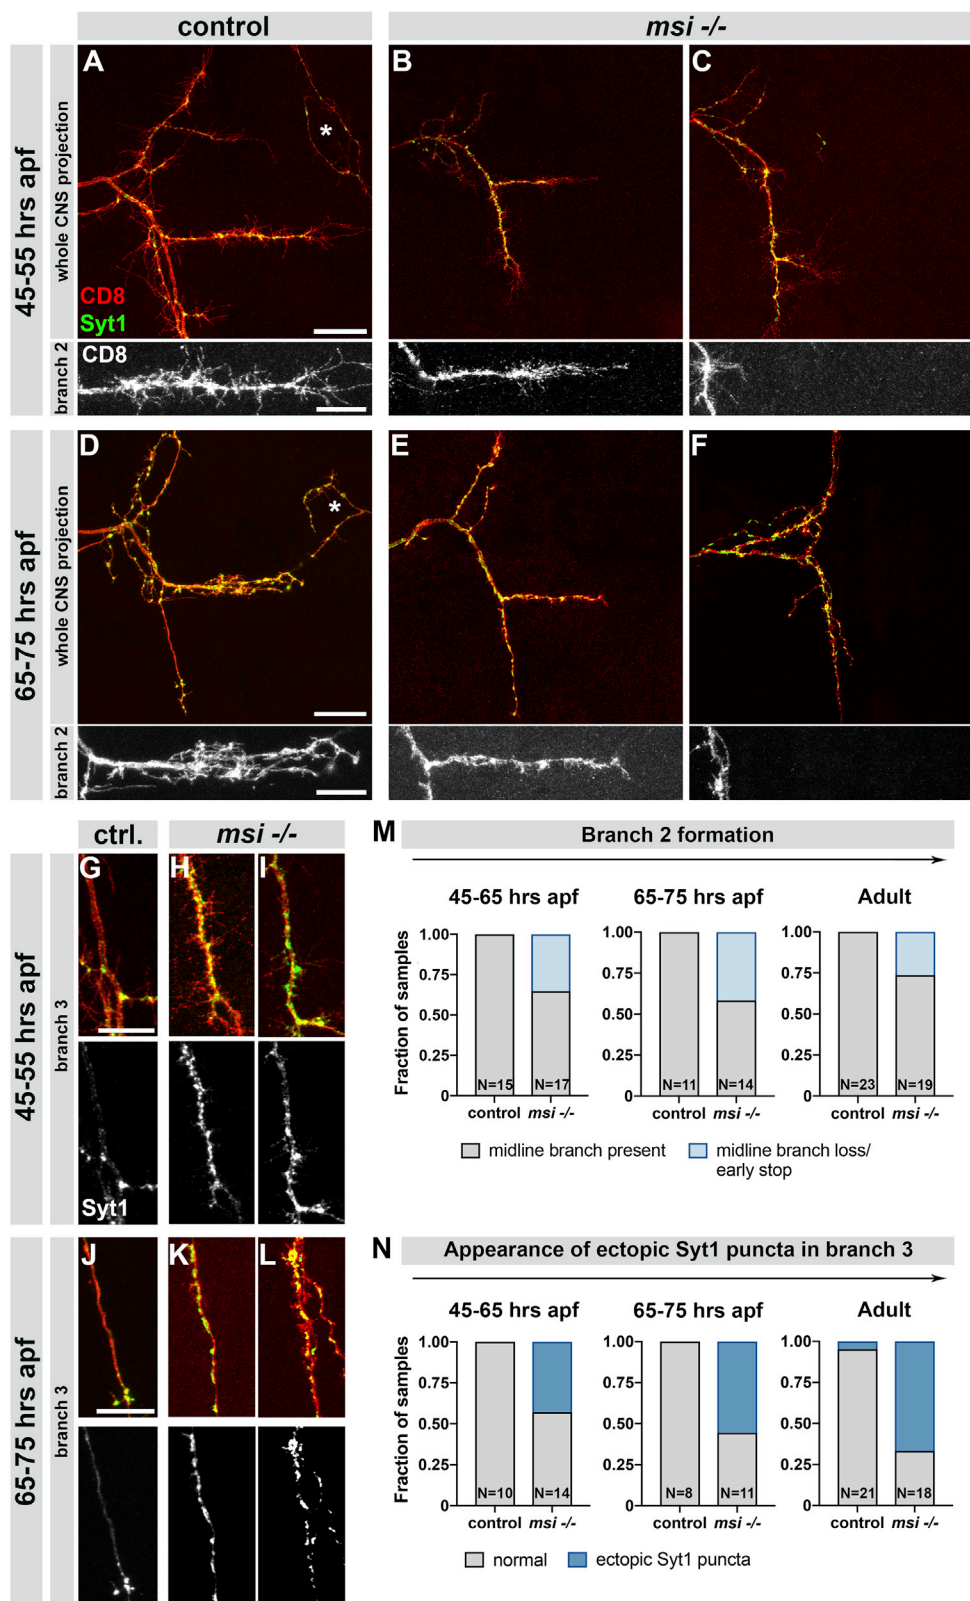 control
msi -/-
45-55 hrs apf
whole CNS projection
A
*
CD8
Syt1
B
C
branch 2
CD8
65-75 hrs apf
whole CNS projection
D
*
E
F
branch 2
ctrl.
msi -/-
45-55 hrs apf
branch 3
G
H
I
Syt1
65-75 hrs apf
branch 3
J
K
L
M
Branch 2 formation
45-65 hrs apf
65-75 hrs apf
Adult
Fraction of samples
1.00
0.75
0.50
0.25
0
N=15
N=17
control
msi -/-
1.00
0.75
0.50
0.25
0
N=11
N=14
control
msi -/-
1.00
0.75
0.50
0.25
0
N=23
N=19
control
msi -/-
midline branch present
midline branch loss/
early stop
N
Appearance of ectopic Syt1 puncta in branch 3
45-65 hrs apf
65-75 hrs apf
Adult
Fraction of samples
1.00
0.75
0.50
0.25
0
N=10
N=14
control
msi -/-
1.00
0.75
0.50
0.25
0
N=8
N=11
control
msi -/-
1.00
0.75
0.50
0.25
0
N=21
N=18
control
msi -/-
normal
ectopic Syt1 puncta